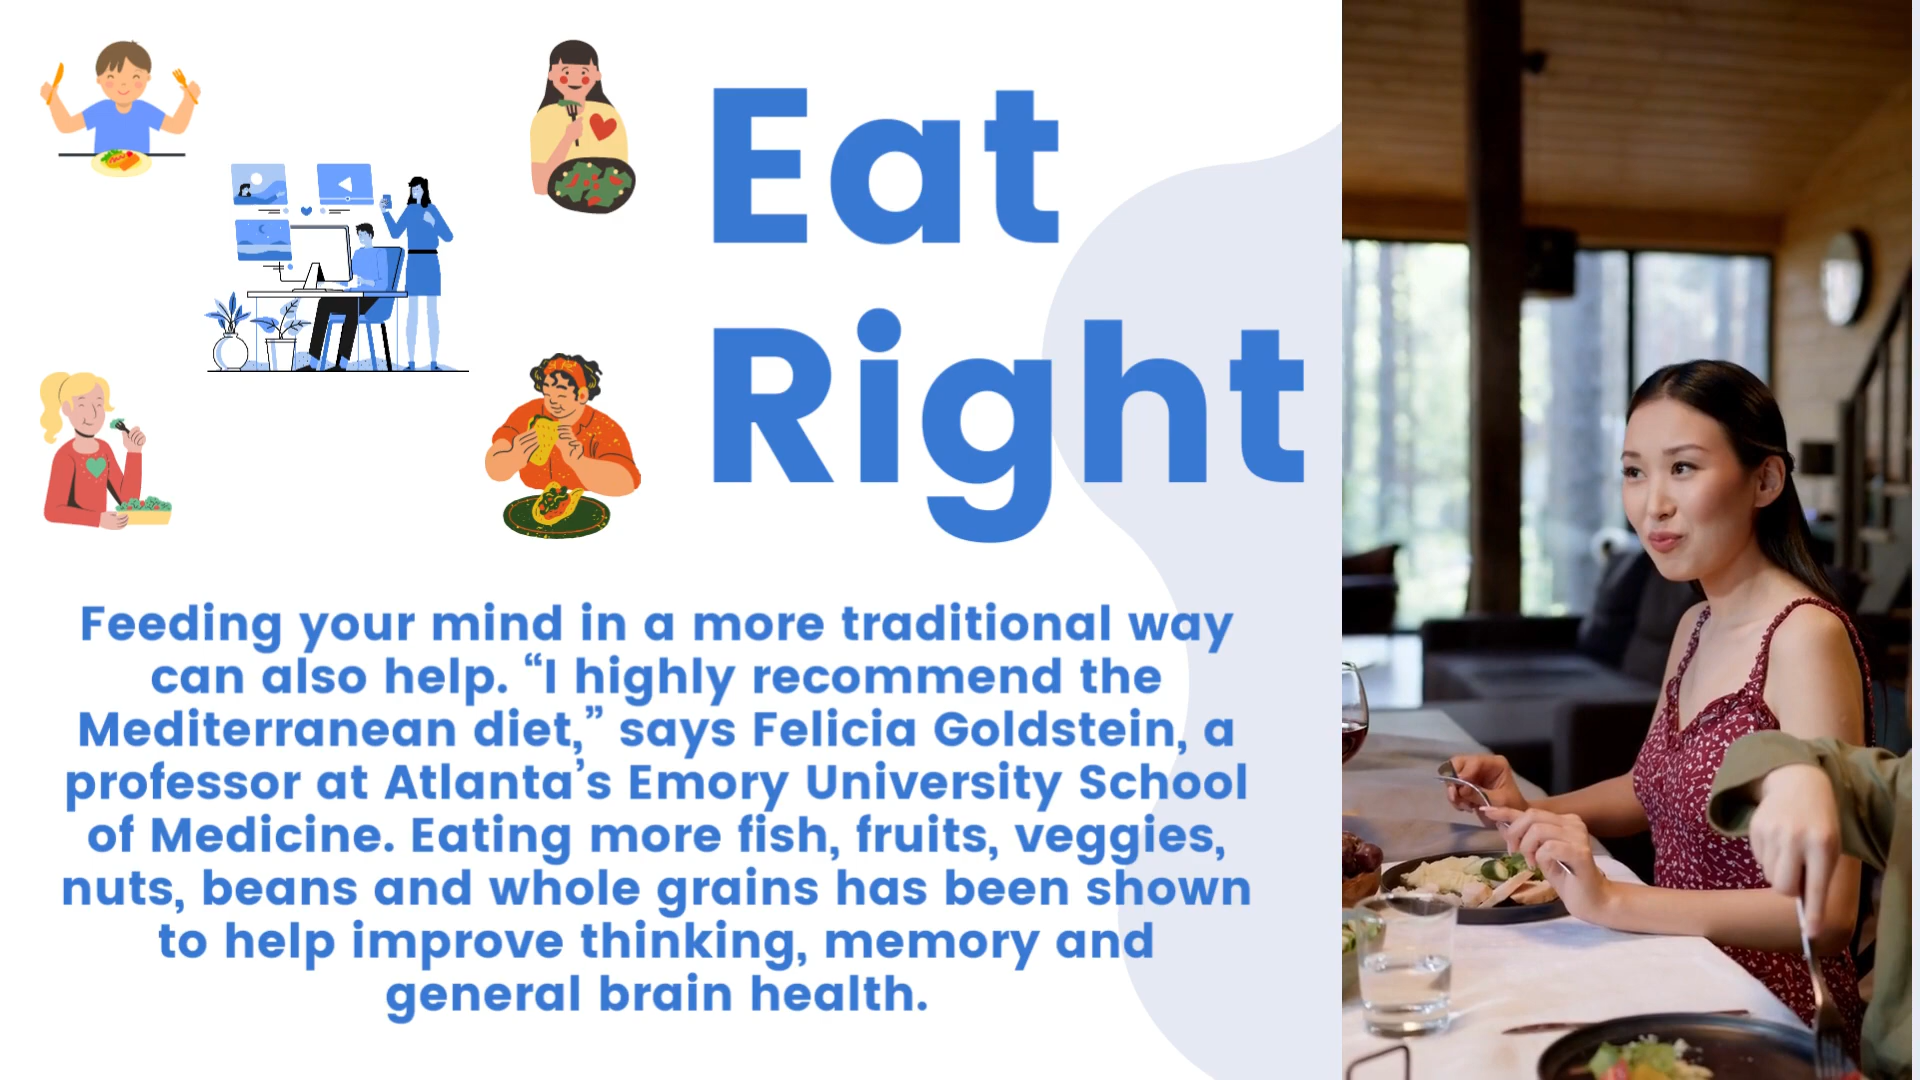 Eat
Right
Feeding your mind in a more traditional way
can also help. “I highly recommend the
Mediterranean diet,” says Felicia Goldstein, a
professor at Atlanta’s Emory University School
of Medicine. Eating more fish, fruits, veggies,
nuts, beans and whole grains has been shown
to help improve thinking, memory and
general brain health.